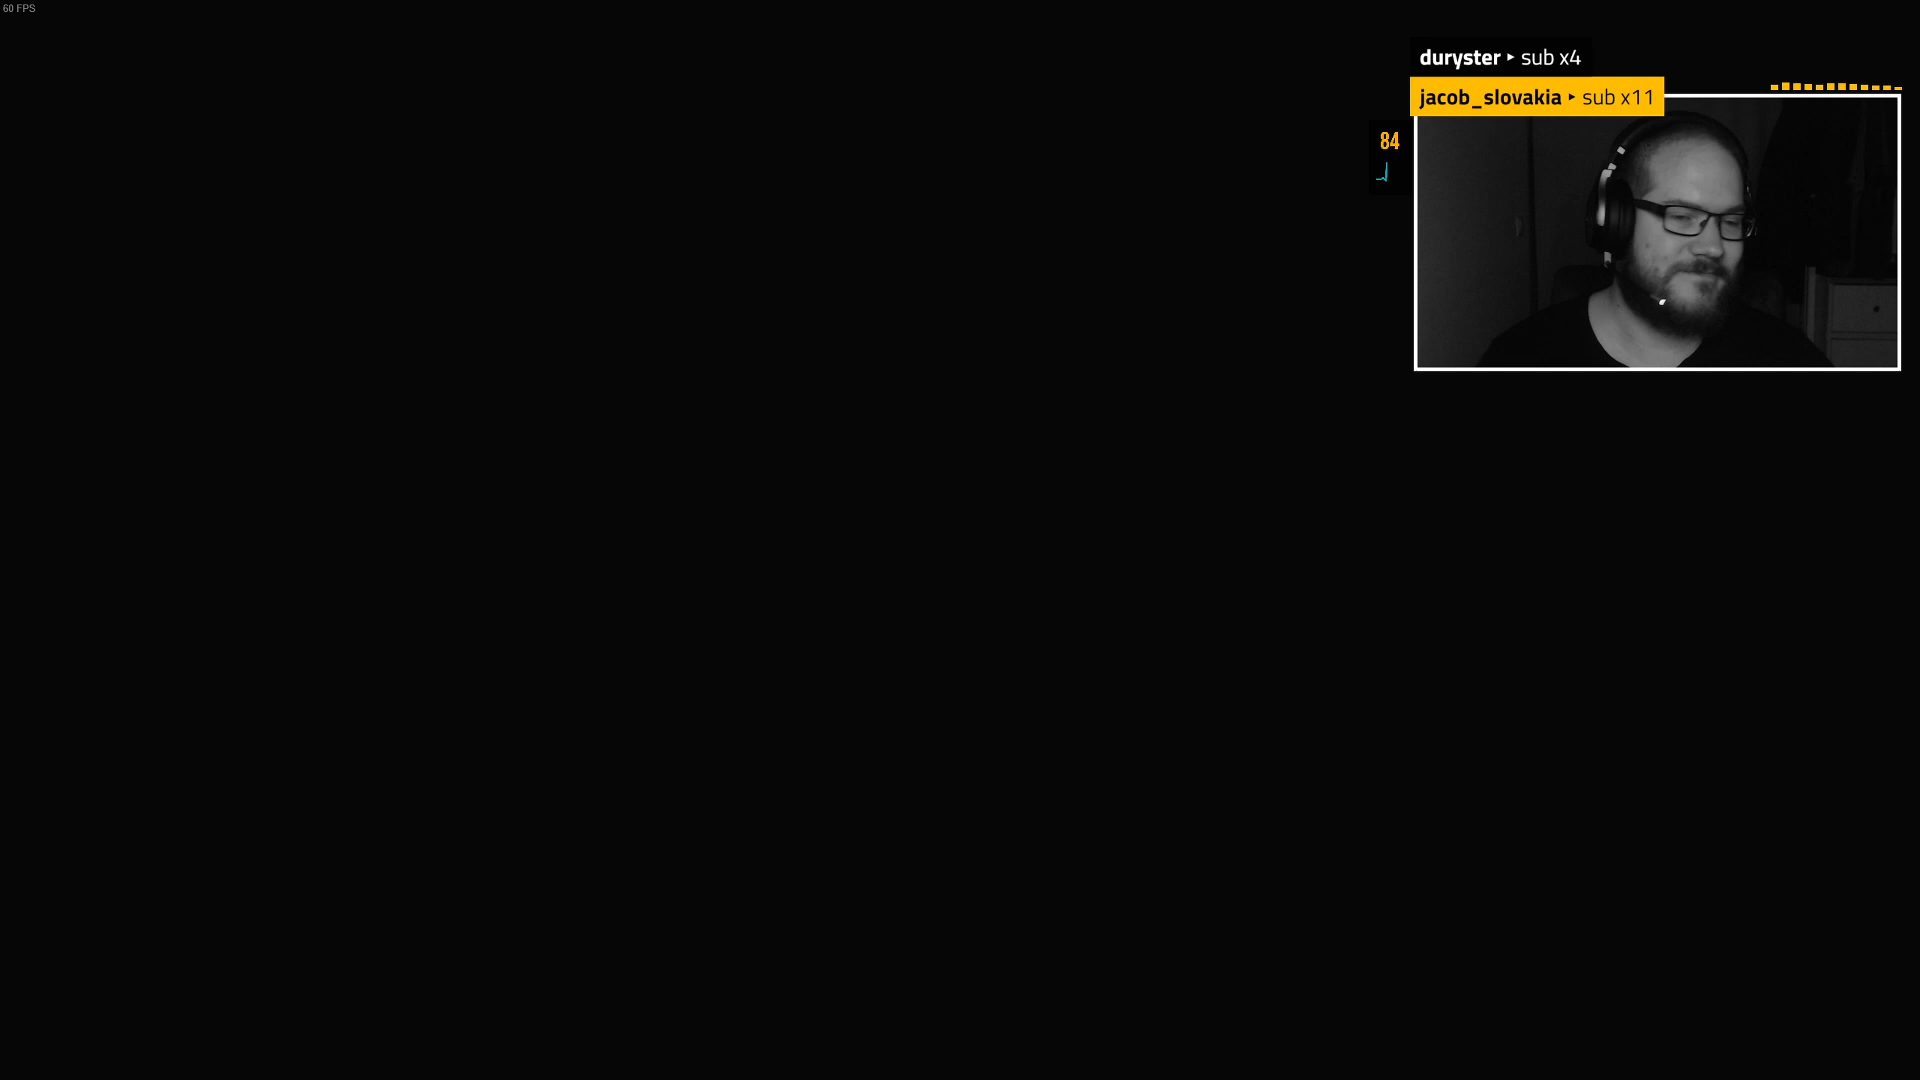 60 FPS
duryster ‣ sub x4
jacob_slovakia ‣ sub x11
84